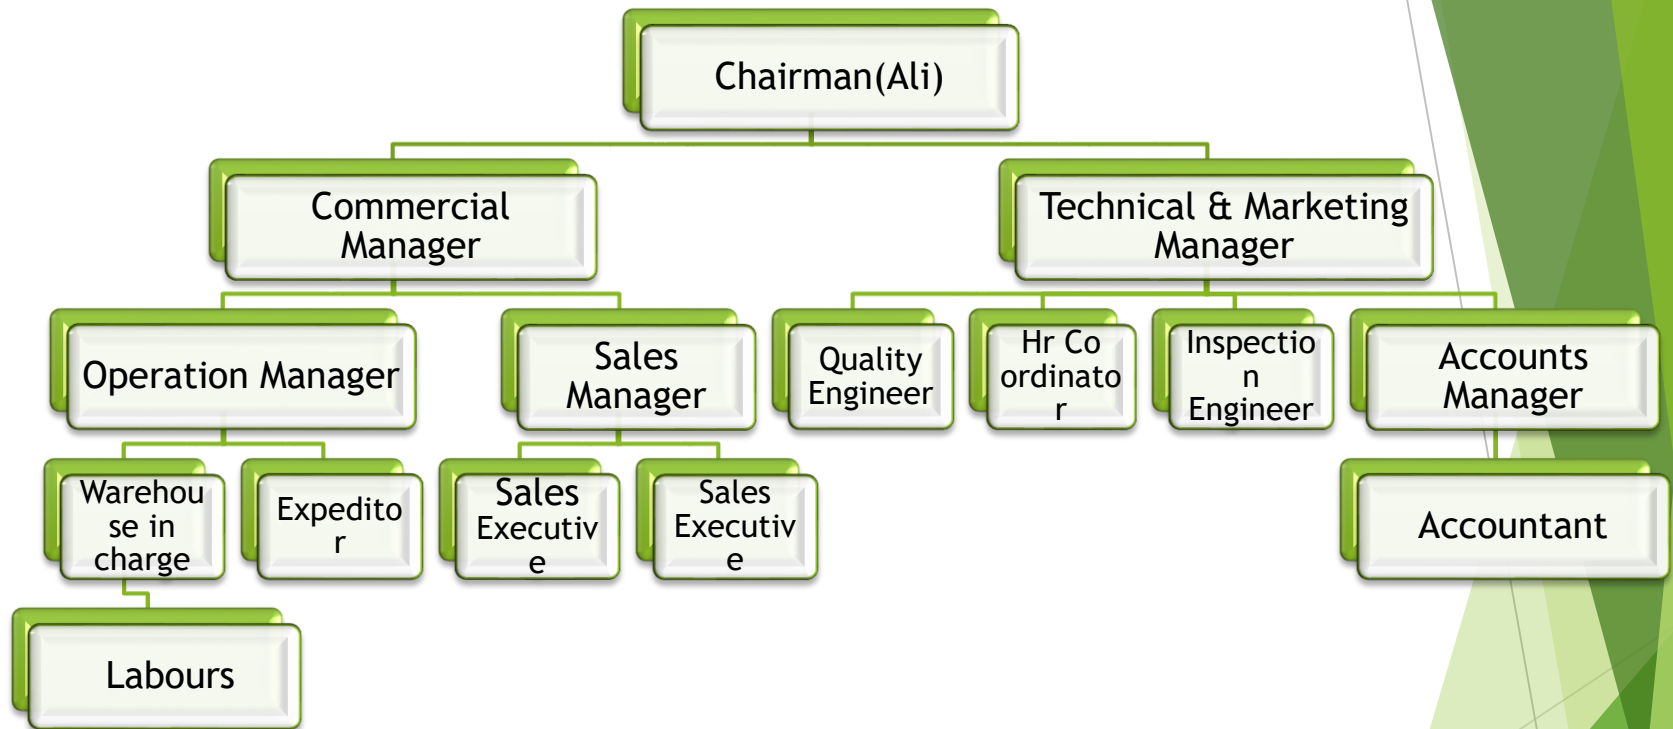 Chairman(Ali)
Commercial
Manager
Technical & Marketing
Manager
Operation Manager
Sales
Manager
Quality
Engineer
Hr Co
ordinato
r
Inspectio
n
Engineer
Accounts
Manager
Warehou
se in
charge
Expedito
r
Sales
Executiv
e
Sales
Executiv
e
Accountant
Labours